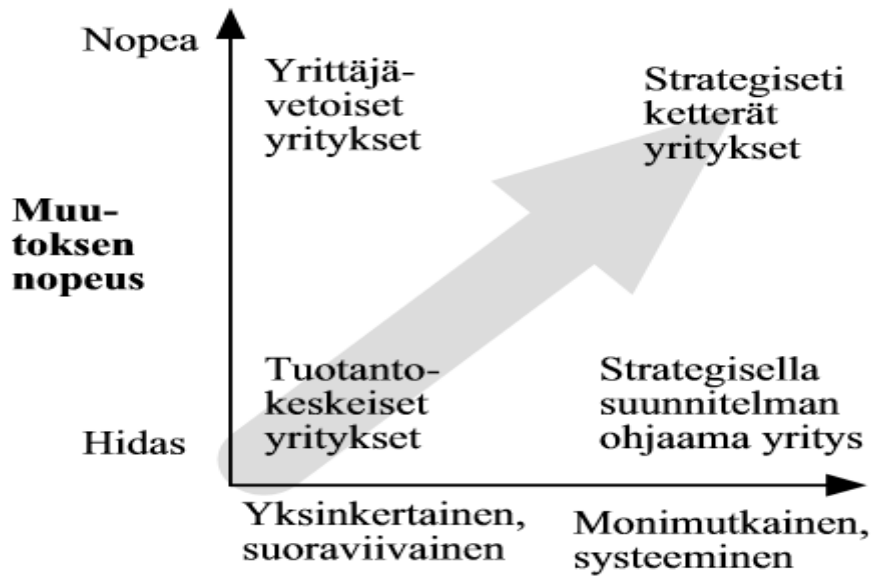 Nopea
Yrittäjä-
vetoiset
yritykset
Strategiseti
ketterät
yritykset
Muu-
toksen
nopeus
Tuotanto-
keskeiset
yritykset
Strategisella
suunnitelman
ohjaama yritys
Hidas
Yksinkertainen,
suoraviivainen
Monimutkainen,
systeeminen